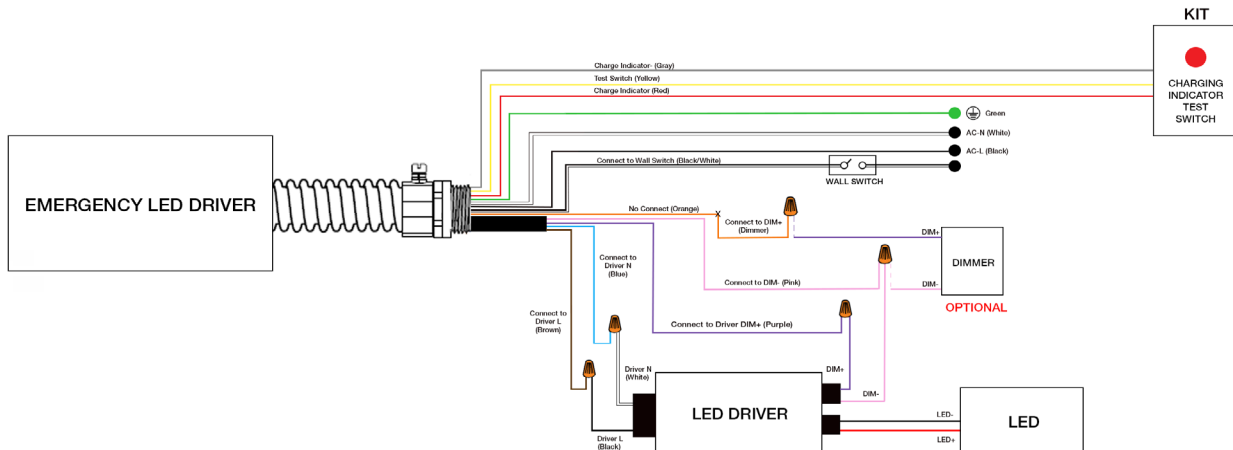 KIT
Charge Indicator- (Gray)
Test Switch (Yellow)
Charge Indicator (Red)
CHARGING
INDICATOR
TEST
SWITCH
Green
AC-N (White)
AC-L (Black)
Connect to Wall Switch (Black/White)
WALL SWITCH
EMERGENCY LED DRIVER
No Connect (Orange)
x
Connect to DIM+
(Dimmer)
DIM+
DIMMER
DIM-
OPTIONAL
Connect to
Driver N
(Blue)
Connect to DIM- (Pink)
Connect to
Driver L
(Brown)
Connect to Driver DIM+ (Purple)
Driver N
(White)
DIM+
DIM-
LED DRIVER
LED-
LED+
LED
Driver L
(Black)